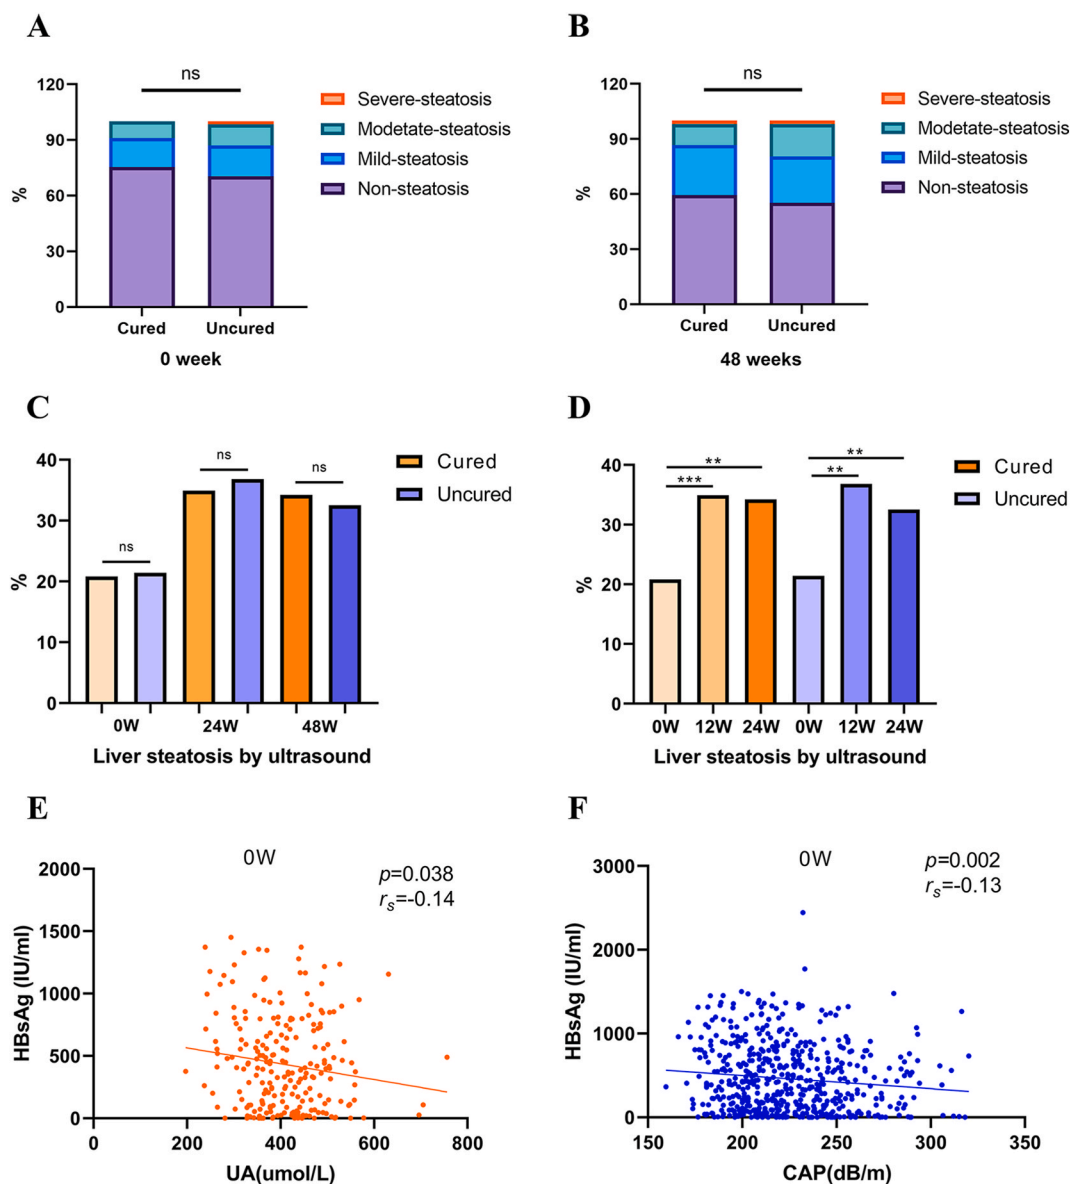 A
ns
120
90
60
30
0
%
Severe-steatosis
Modetate-steatosis
Mild-steatosis
Non-steatosis
Cured Uncured
0 week
B
ns
120
90
60
30
0
%
Severe-steatosis
Modetate-steatosis
Mild-steatosis
Non-steatosis
Cured Uncured
48 weeks
C
40
30
20
10
0
%
ns
ns
ns
Cured
Uncured
0W 24W 48W
Liver steatosis by ultrasound
D
40
30
20
10
0
%
** **
*** **
Cured
Uncured
0W 12W 24W 0W 12W 24W
Liver steatosis by ultrasound
E
0W
p=0.038
rs=-0.14
2000
1500
1000
500
0
HBsAg (IU/ml)
0 200 400 600 800
UA(umol/L)
F
0W
p=0.002
rs=-0.13
3000
2000
1000
0
HBsAg (IU/ml)
150 200 250 300 350
CAP(dB/m)